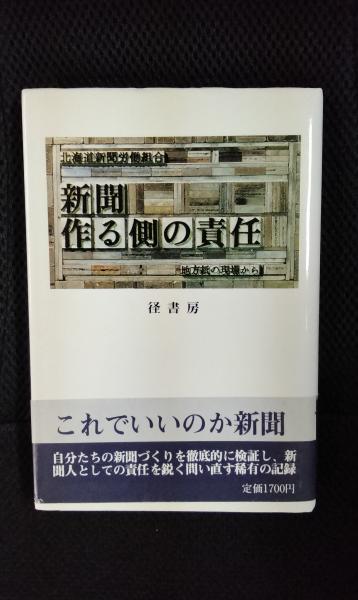 北海道新聞労働組合
新聞
作る側の責任
地方紙の現場から
径書房
これでいいのか新聞
自分たちの新聞づくりを徹底的に検証し、新
聞人としての責任を鋭く問い直す稀有の記録
定価1700円